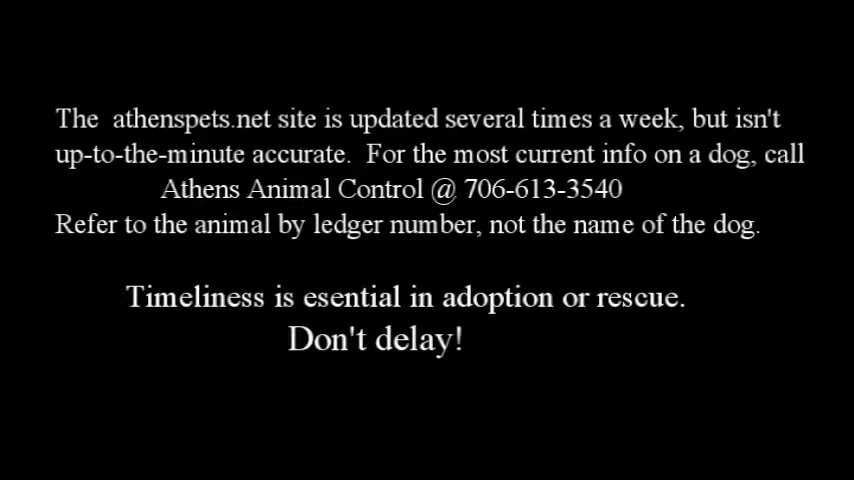 The  athenspets.net site is updated several times a week, but isn't
up-to-the-minute accurate.  For the most current info on a dog, call
Athens Animal Control @ 706-613-3540
Refer to the animal by ledger number, not the name of the dog.
Timeliness is esential in adoption or rescue.
Don't delay!